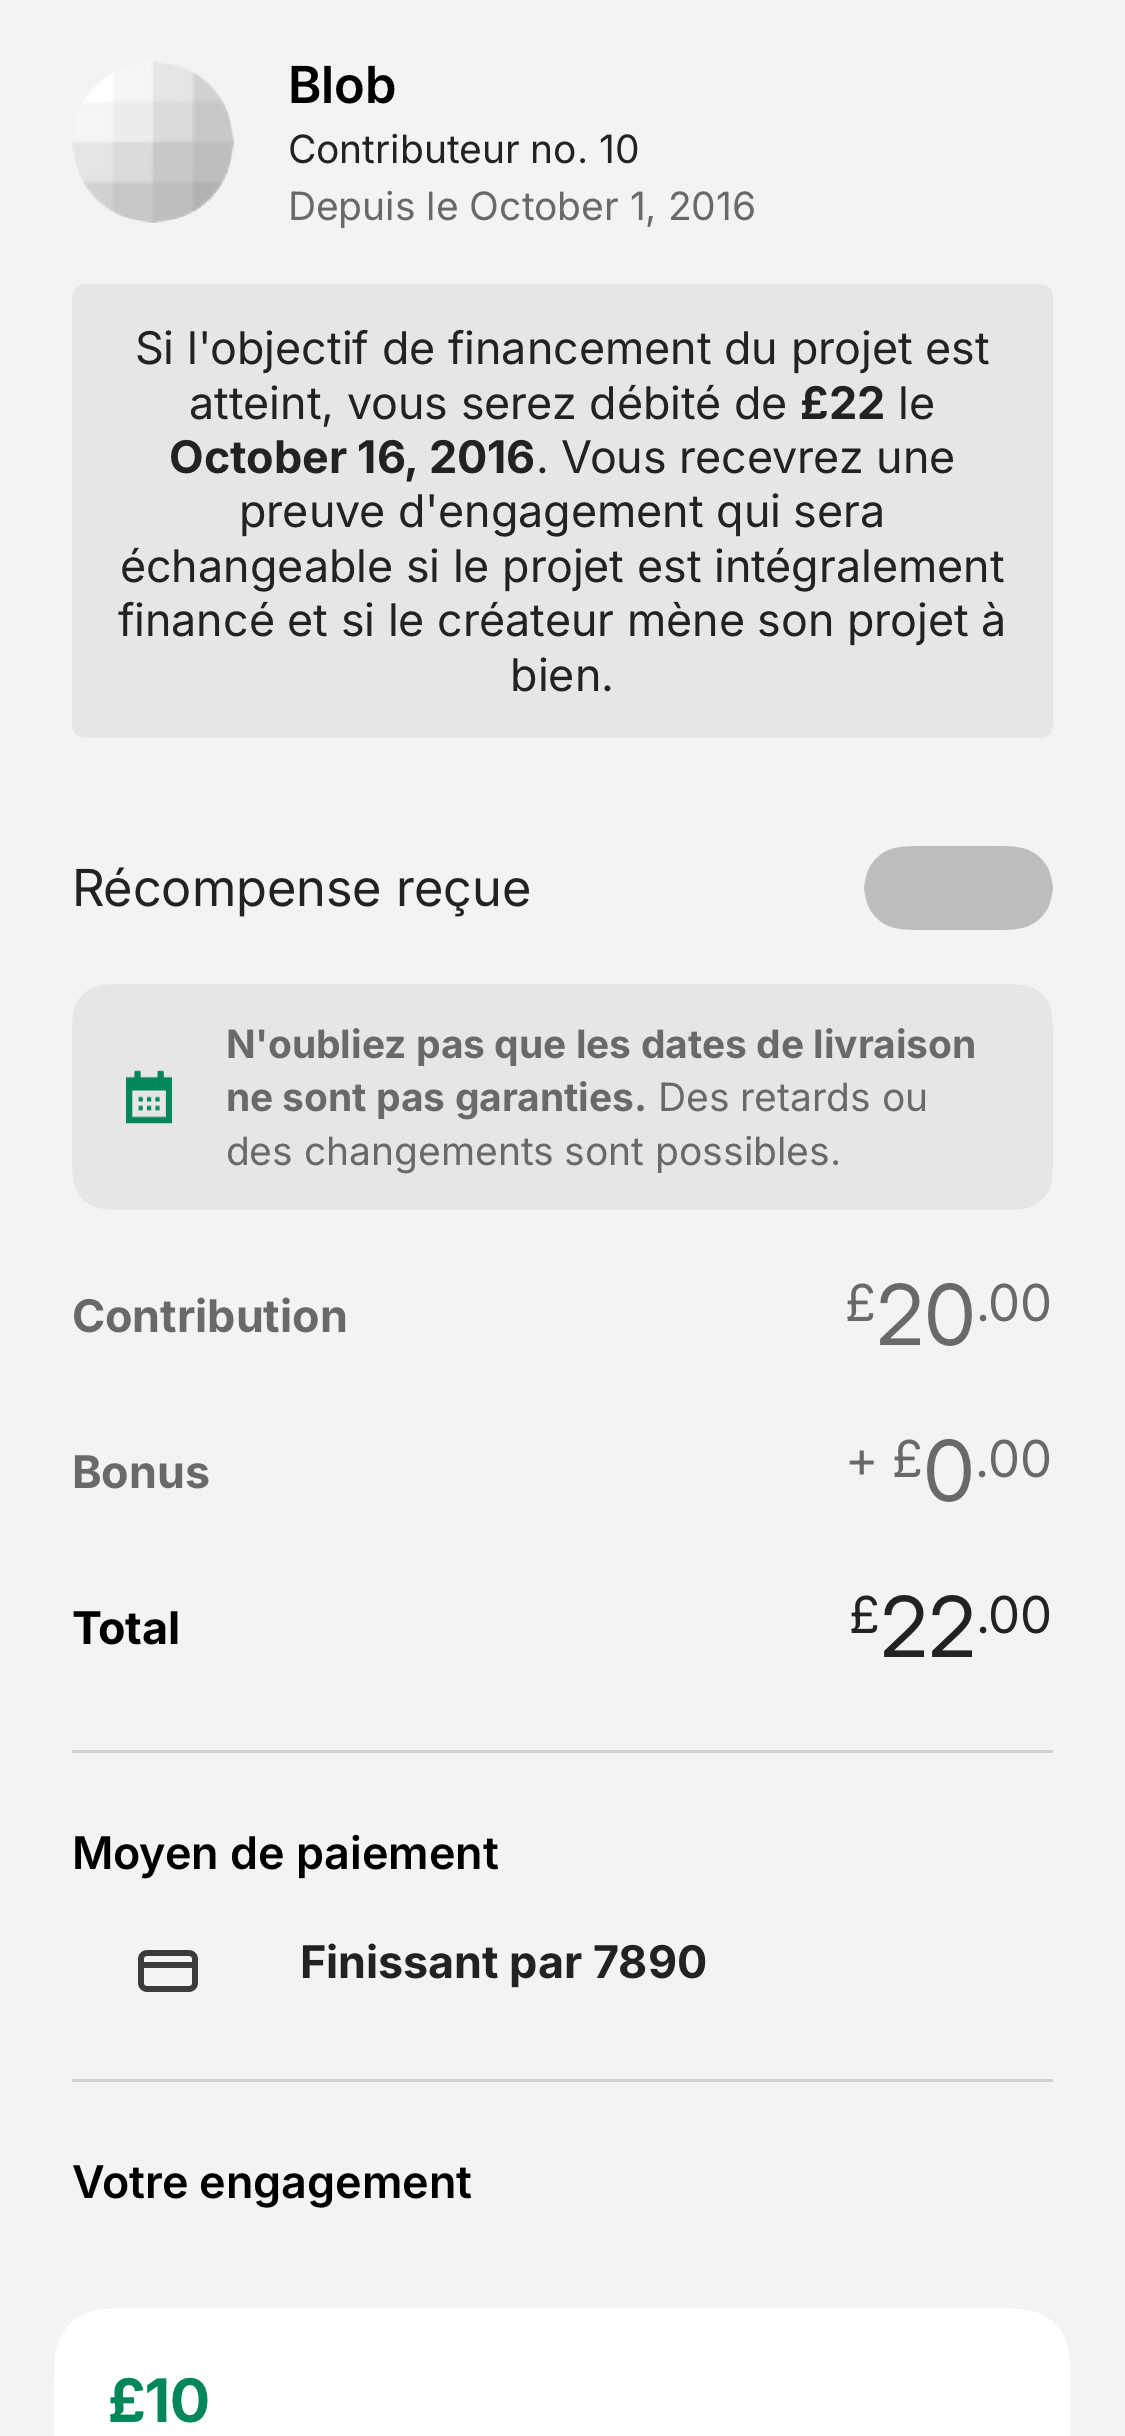 Blob
Contributeur no. 10
Depuis le October 1, 2016
Si l'objectif de financement du projet est
atteint, vous serez débité de £22 le
October 16, 2016. Vous recevrez une
preuve d'engagement qui sera
échangeable si le projet est intégralement
financé et si le créateur mène son projet à
bien.
Récompense reçue
N'oubliez pas que les dates de livraison
ne sont pas garanties. Des retards ou
des changements sont possibles.
Contribution £20.00
Bonus + £0.00
Total £22.00
Moyen de paiement
Finissant par 7890
Votre engagement
£10